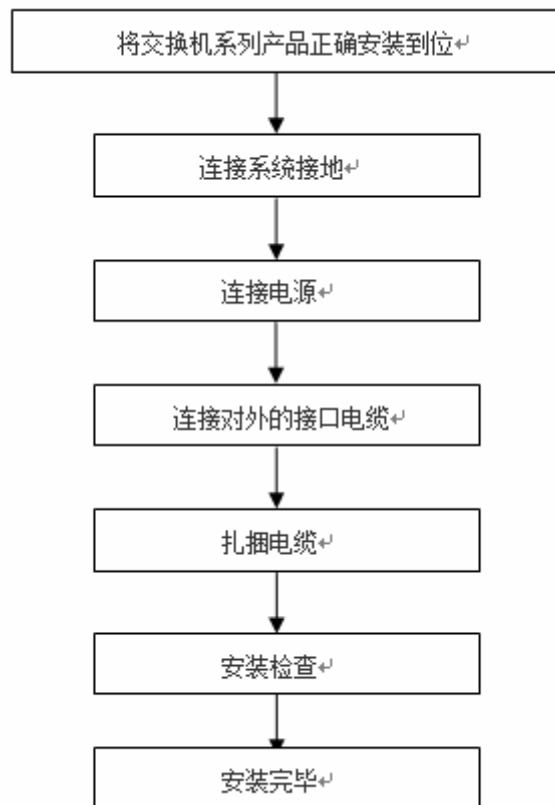 将交换机系列产品正确安装到位↵
连接系统接地↵
连接电源↵
连接对外的接口电缆↵
扎捆电缆↵
安装检查↵
安装完毕↵